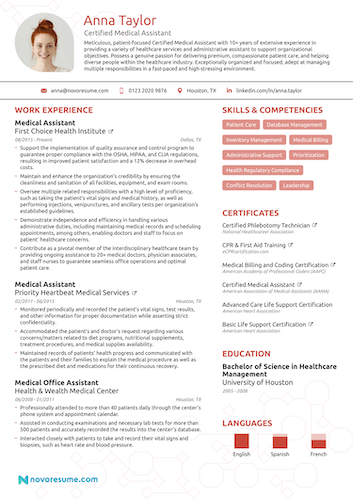 Anna Taylor
Certified Medical Assistant
Meticulous, patient-focused Certified Medical Assistant with 10+ years of extensive experience in
providing a variety of healthcare services and administrative assistance to support organizational
objectives. Possess a genuine passion for delivering premium, compassionate patient care, and helping
diverse people within the healthcare industry. Exceptionally organized and focused, adept at managing
multiple responsibilities in a fast-paced and high-stressing environment.
anna@novoresume.com
0123 2020 9876
Houston, TX
linkedin.com/in/anna.taylor
WORK EXPERIENCE
Medical Assistant
First Choice Health Institute
08/2015 - Present
Dallas, TX
Support the implementation of quality assurance and control program to
guarantee proper compliance with the OSHA, HIPAA, and CLIA regulations,
resulting in improved patient satisfaction and a 12% increase in revenue.
Maintain and enhance the organization's credibility by ensuring the
cleanliness and sanitation of all facilities, equipment, and exam rooms.
Oversee multiple related responsibilities with a high level of proficiency,
such as taking the patient's vital signs and medical history, as well as
performing injections, venipunctures, and ancillary tests per organization's
established guidelines.
Demonstrate independence and efficiency in handling various
administrative duties, including maintaining medical records and scheduling
appointments, among others, enabling doctors and staff to focus on
patients' healthcare.
Contribute as a pivotal member of the interdisciplinary healthcare team by
providing ongoing assistance to 20+ medical doctors, physician associates,
and staff nurses to guarantee seamless office operations and optimal
patient care.
Medical Assistant
Priority Heartbeat Medical Services
02/2011 - 06/2015
Houston, TX
Monitored periodically and recorded the patient's vital signs, test results,
and other information for proper documentation while ensuring strict
confidentiality.
Accommodated the patient's and doctor's request regarding various
concerns/matters related to diet programs, nutritional supplements,
treatment procedures, and medical supplies availability.
Maintained records of patients' health progress and communicated with
the patients and their families to explain the medical procedure as well as
the prescribed medication, diet, and other related information.
Medical Office Assistant
Health & Wealth Medical Center
06/2008 - 01/2011
Houston, TX
Professionally attended to more than 40 patients daily through the center's
phone system and appointment calendar.
Assisted in conducting examinations and necessary lab tests for more than
500 patients and accurately recorded the results in the center's database.
Interacted closely with patients to take and record their vital signs and
illnesses, such as heart rate and blood pressure.
SKILLS & COMPETENCIES
Patient Care
Database Management
Inventory Management
Medical Billing
Administrative Support
Prioritization
Health Regulatory Compliance
Conflict Resolution
Leadership
CERTIFICATES
Certified Phlebotomy Technician
National Healthcareer Association
CPR & First Aid Training
eCPRcertification.com
Medical Billing and Coding Certification
American Academy of Professional Coders (AAPC)
Certified Medical Assistant
American Association of Medical Assistants (AAMA)
Advanced Care Life Support Certification
American Heart Association
Basic Life Support Certification
American Heart Association
EDUCATION
Bachelor of Science in Healthcare
Management
University of Houston
2003 - 2007
LANGUAGES
English
Spanish
French
novoresume.com